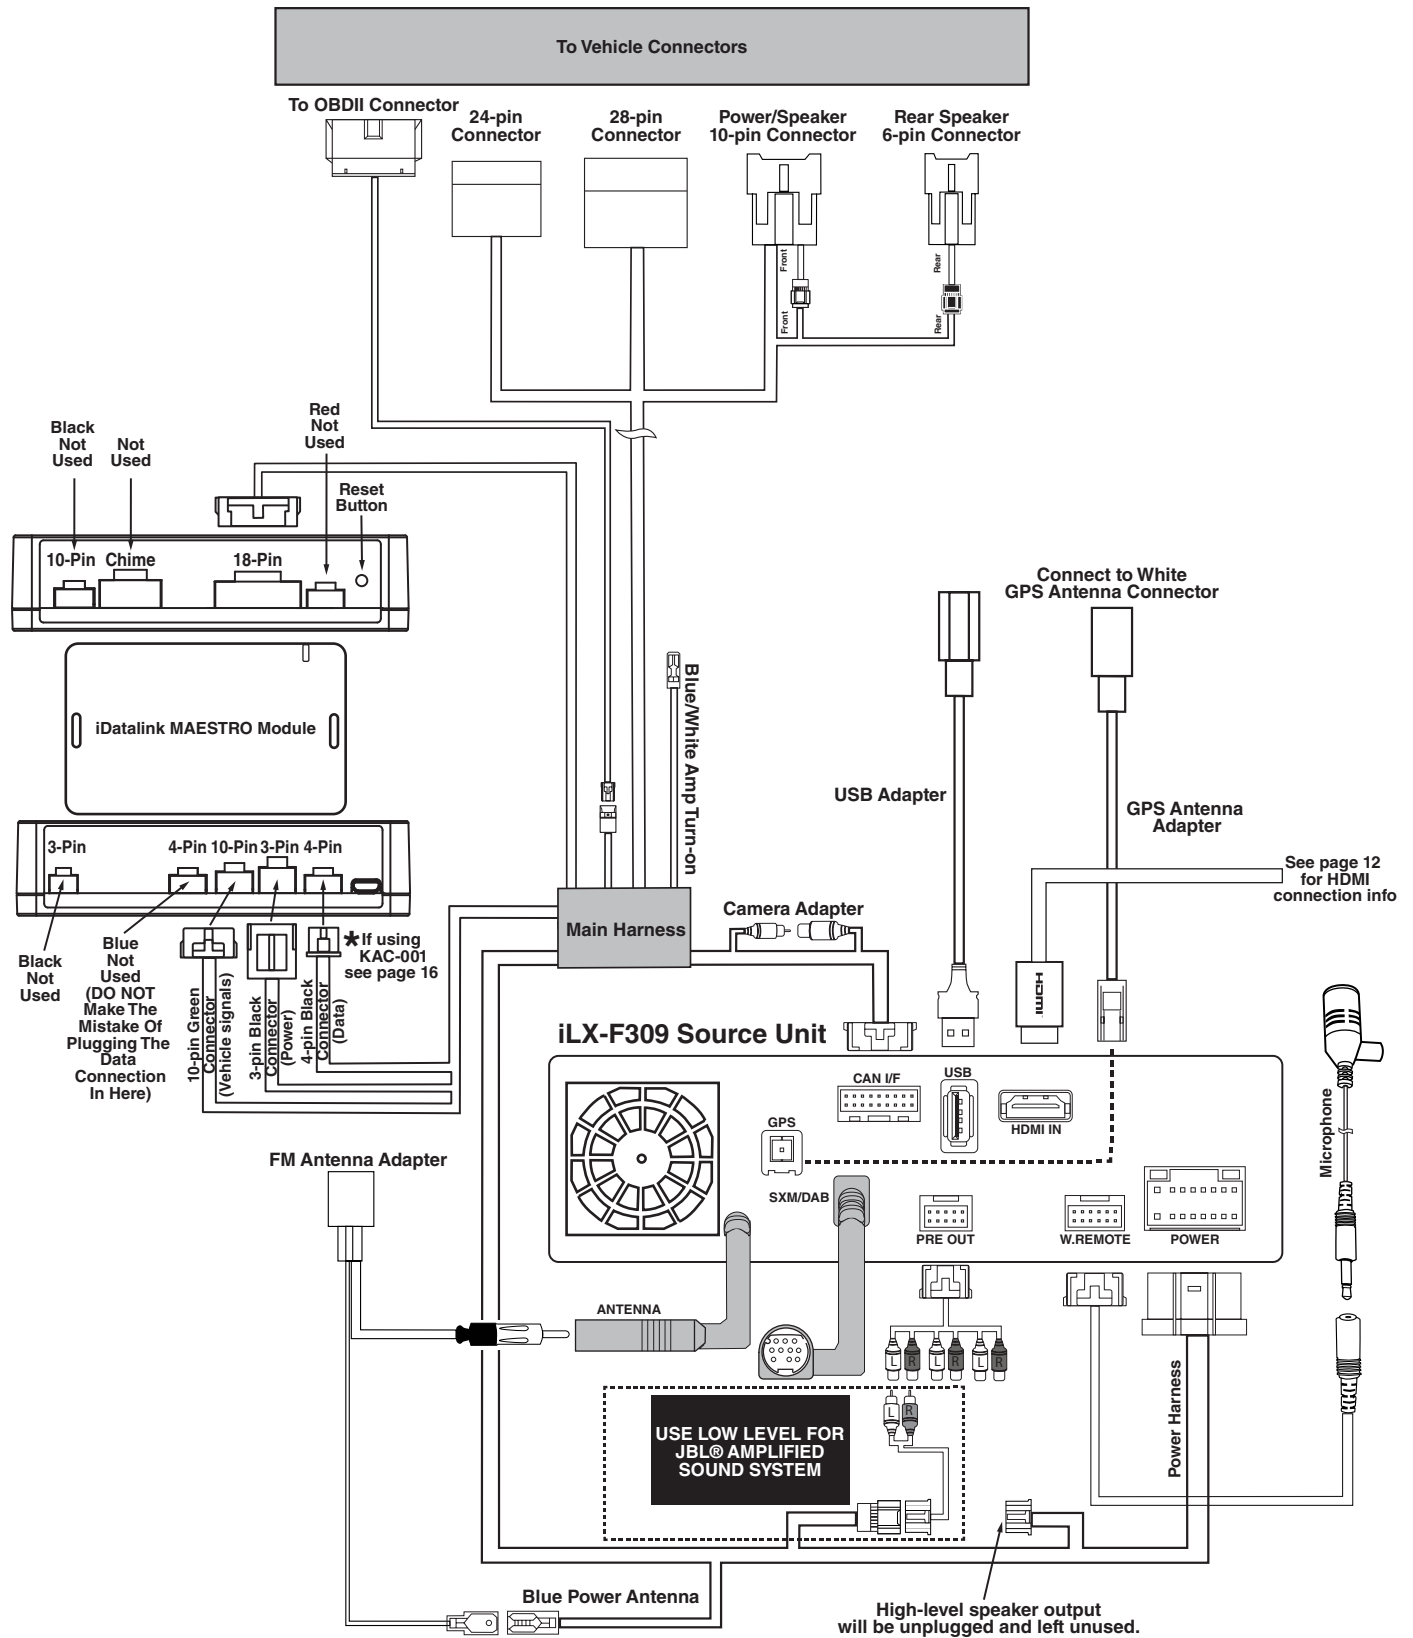 To Vehicle Connectors
To OBDII Connector
24-pin
Connector
28-pin
Connector
Power/Speaker
10-pin Connector
Rear Speaker
6-pin Connector
Front
Rear
Front
Rear
Black
Not
Used
Not
Used
Red
Not
Used
Reset
Button
10-Pin
Chime
18-Pin
iDatalink MAESTRO Module
3-Pin
4-Pin
10-Pin
3-Pin
4-Pin
Black
Not
Used
Blue
Not
Used
(DO NOT
Make The
Mistake Of
Plugging The
Data
Connection
In Here)
10-pin Green
Connector
(Vehicle signals)
3-pin Black
Connector
(Power)
4-pin Black
Connector
(Data)
*If using
KAC-001
see page 16
Blue/White Amp Turn-on
Main Harness
Camera Adapter
USB Adapter
Connect to White
GPS Antenna Connector
GPS Antenna
Adapter
See page 12
for HDMI
connection info
HDMI
iLX-F309 Source Unit
CAN I/F
USB
HDMI IN
GPS
SXM/DAB
PRE OUT
W.REMOTE
POWER
Microphone
FM Antenna Adapter
ANTENNA
L R L R L R
L R
USE LOW LEVEL FOR
JBL® AMPLIFIED
SOUND SYSTEM
Power Harness
Blue Power Antenna
High-level speaker output
will be unplugged and left unused.